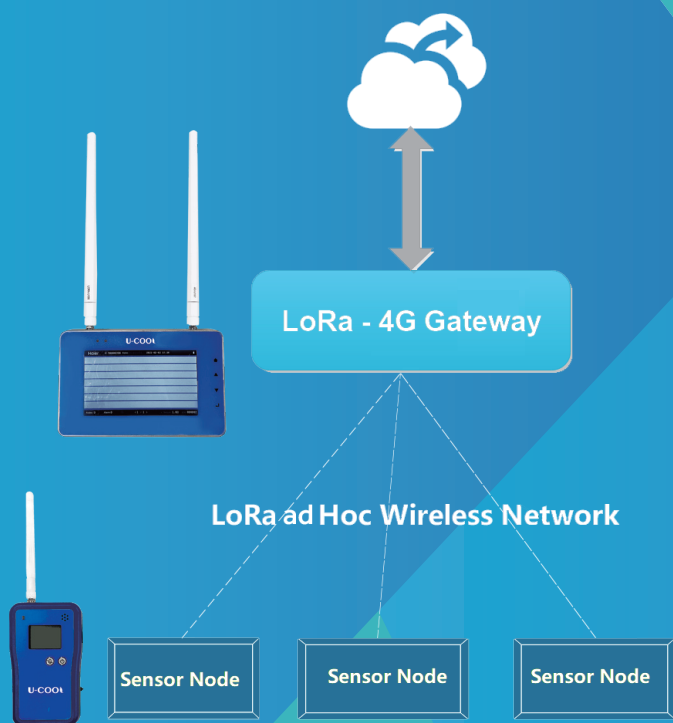 U-COOL
LoRa - 4G Gateway
LoRa ad Hoc Wireless Network
U-COOL
Sensor Node
Sensor Node
Sensor Node